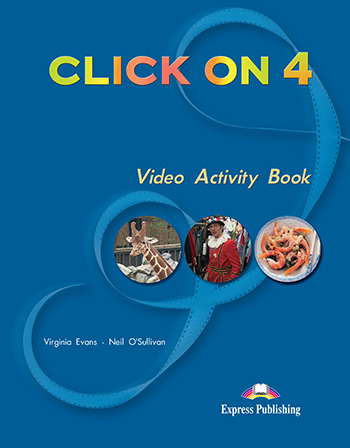 CLICK ON 4
Video Activity Book
Virginia Evans - Neil O'Sullivan
Express Publishing